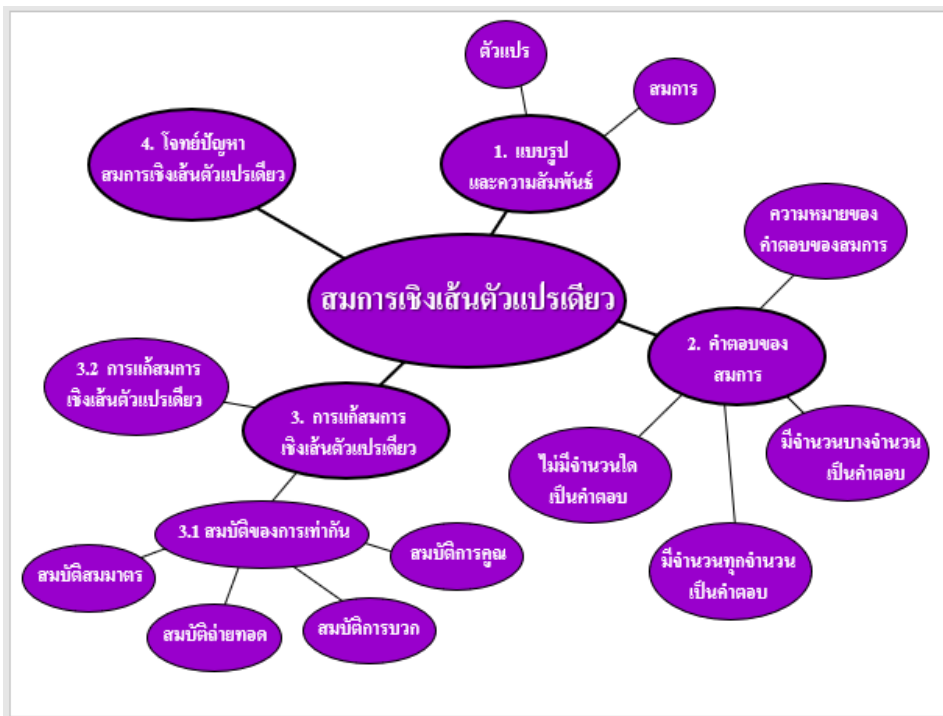 ตัวแปร
สมการ
1. แบบรูป
และความสัมพันธ์
4. โจทย์ปัญหา
สมการเชิงเส้นตัวแปรเดียว
ความหมายของ
คำตอบของสมการ
สมการเชิงเส้นตัวแปรเดียว
2. คำตอบของ
สมการ
3.2 การแก้สมการ
เชิงเส้นตัวแปรเดียว
3. การแก้สมการ
เชิงเส้นตัวแปรเดียว
ไม่มีจำนวนใด
เป็นคำตอบ
มีจำนวนบางจำนวน
เป็นคำตอบ
มีจำนวนทุกจำนวน
เป็นคำตอบ
3.1 สมบัติของการเท่ากัน
สมบัติสมมาตร
สมบัติถ่ายทอด
สมบัติการบวก
สมบัติการคูณ